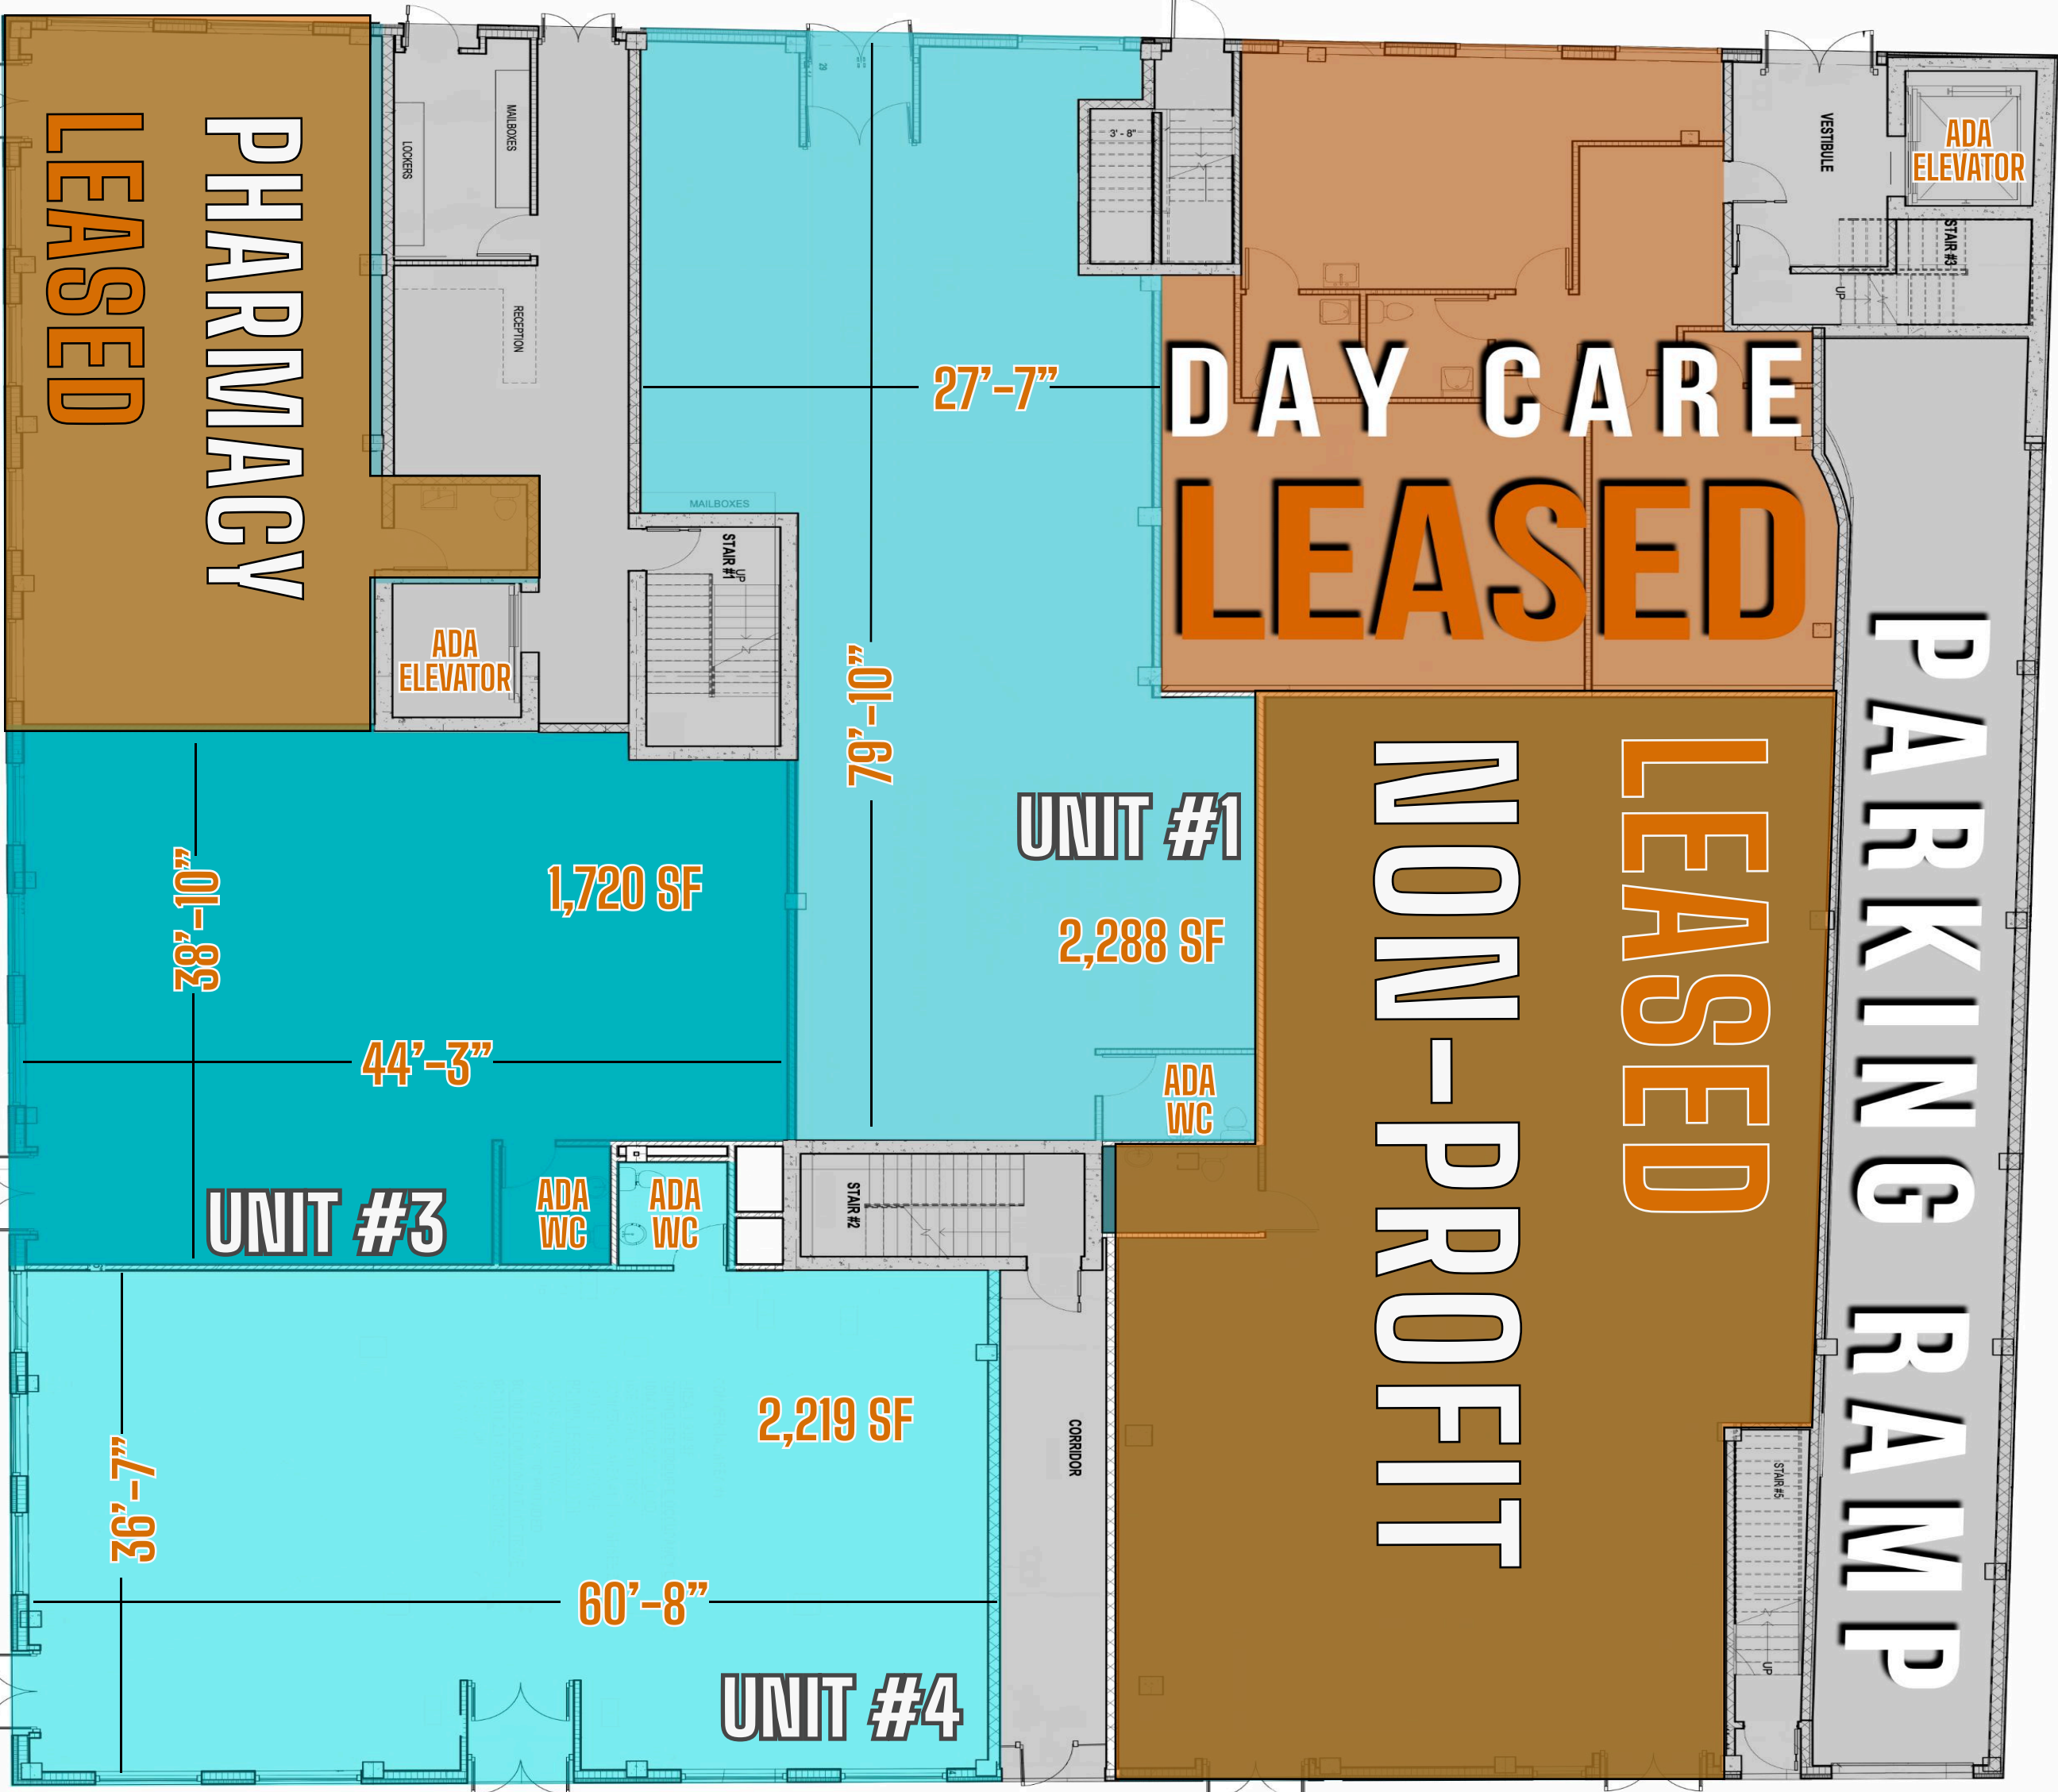 PHARMACY
LEASED
LOCKERS
MAILBOXES
RECEPTION
ADA
ELEVATOR
MAILBOXES
STAIR #1
UP
29
27'-7"
79'-10"
UNIT #1
2,288 SF
ADA
WC
3' - 8"
DAY CARE
LEASED
VESTIBULE
ADA
ELEVATOR
STAIR #3
UP
PARKING RAMP
LEASED
NON-PROFIT
38'-10"
1,720 SF
44'-3"
UNIT #3
ADA
WC
ADA
WC
STAIR #2
36'-7"
2,219 SF
60'-8"
UNIT #4
CORRIDOR
STAIR #5
UP